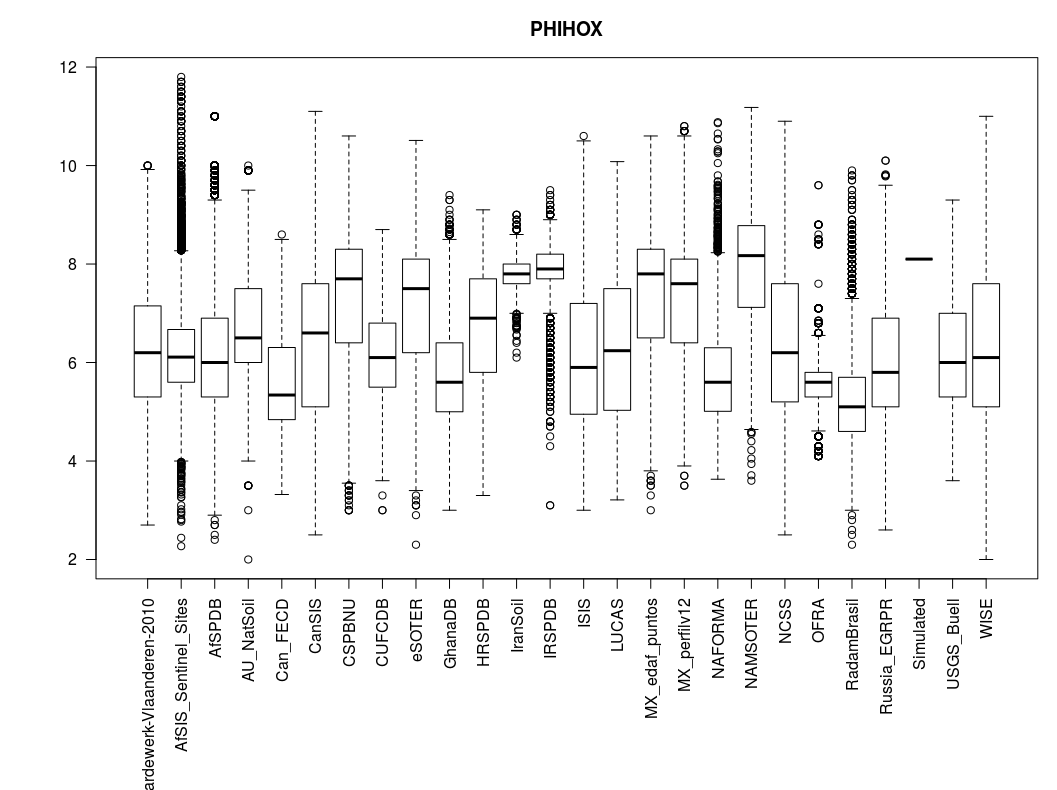 PHIHOX
12
10
8
6
4
2
ardewerk-Vlaanderen-2010
AfSIS_Sentinel_Sites
AfSPDB
AU_NatSoil
Can_FECD
CanSIS
CSPBNU
CUFCDB
eSOTER
GhanaDB
HRSPDB
IranSoil
IRSPDB
ISIS
LUCAS
MX_edaf_puntos
MX_perfiliv12
NAFORMA
NAMSOTER
NCSS
OFRA
RadamBrasil
Russia_EGRPR
Simulated
USGS_Buell
WISE